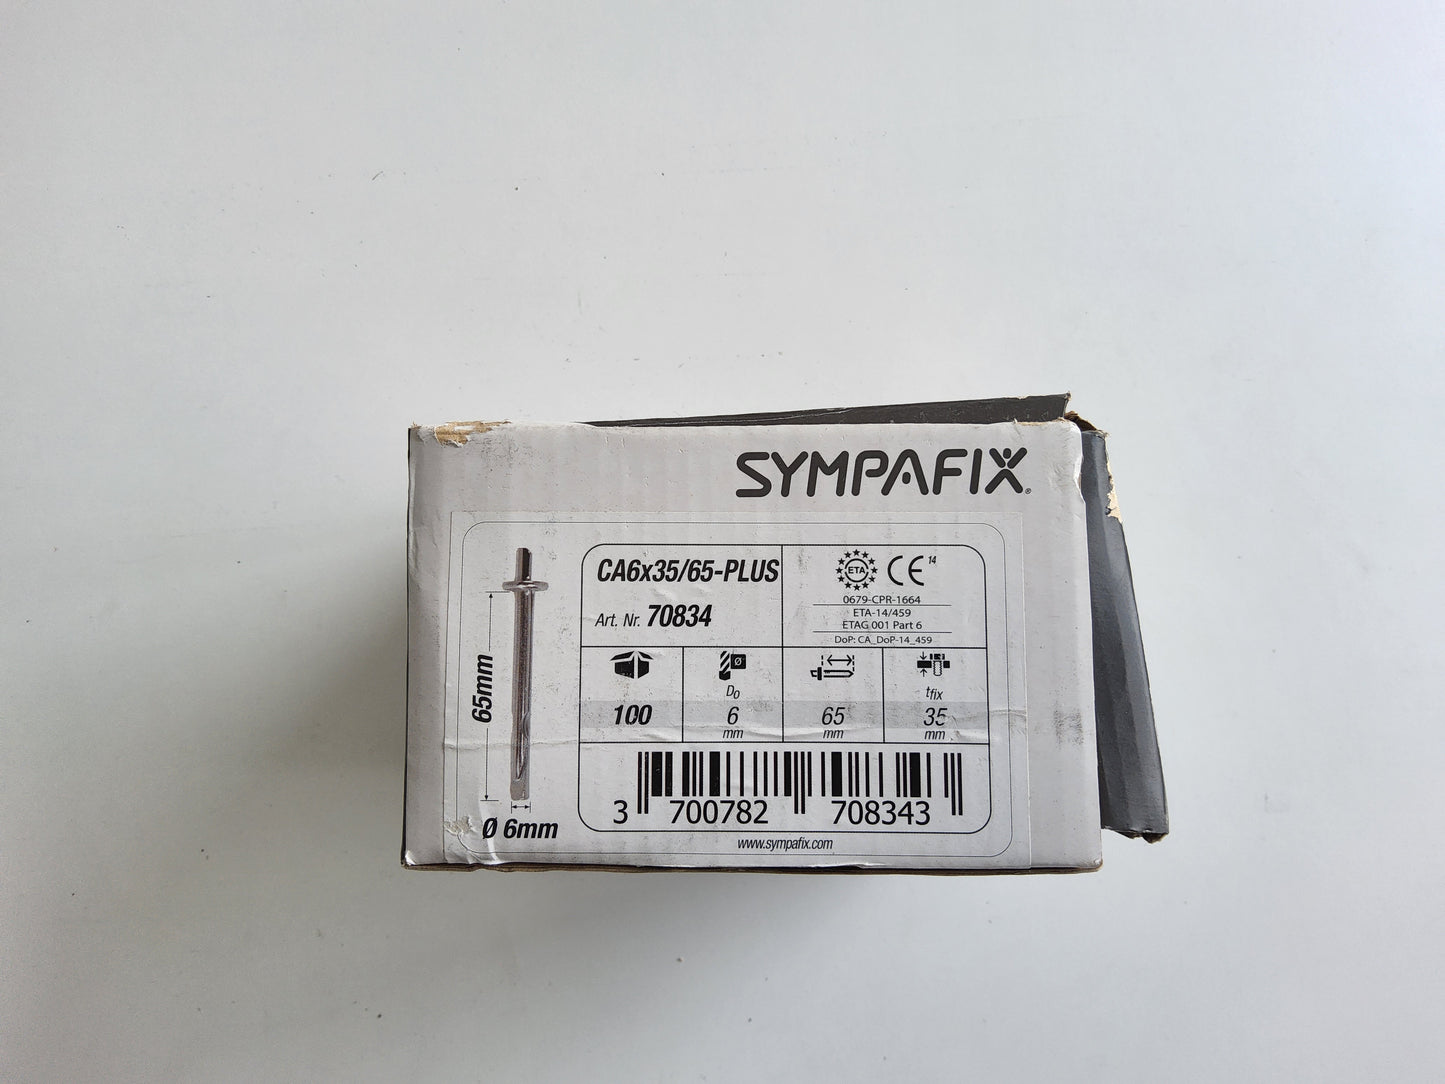 SYMPAFIX®
CA6x35/65-PLUS
Art. Nr. 70834
ETA
CE 14
0679-CPR-1664
ETA-14/459
ETAG 001 Part 6
DoP: CA_DoP-14_459
65mm
Ø 6mm
Ø
D0
tfix
100 6 65 35
mm mm mm
3 700782 708343
www.sympafix.com